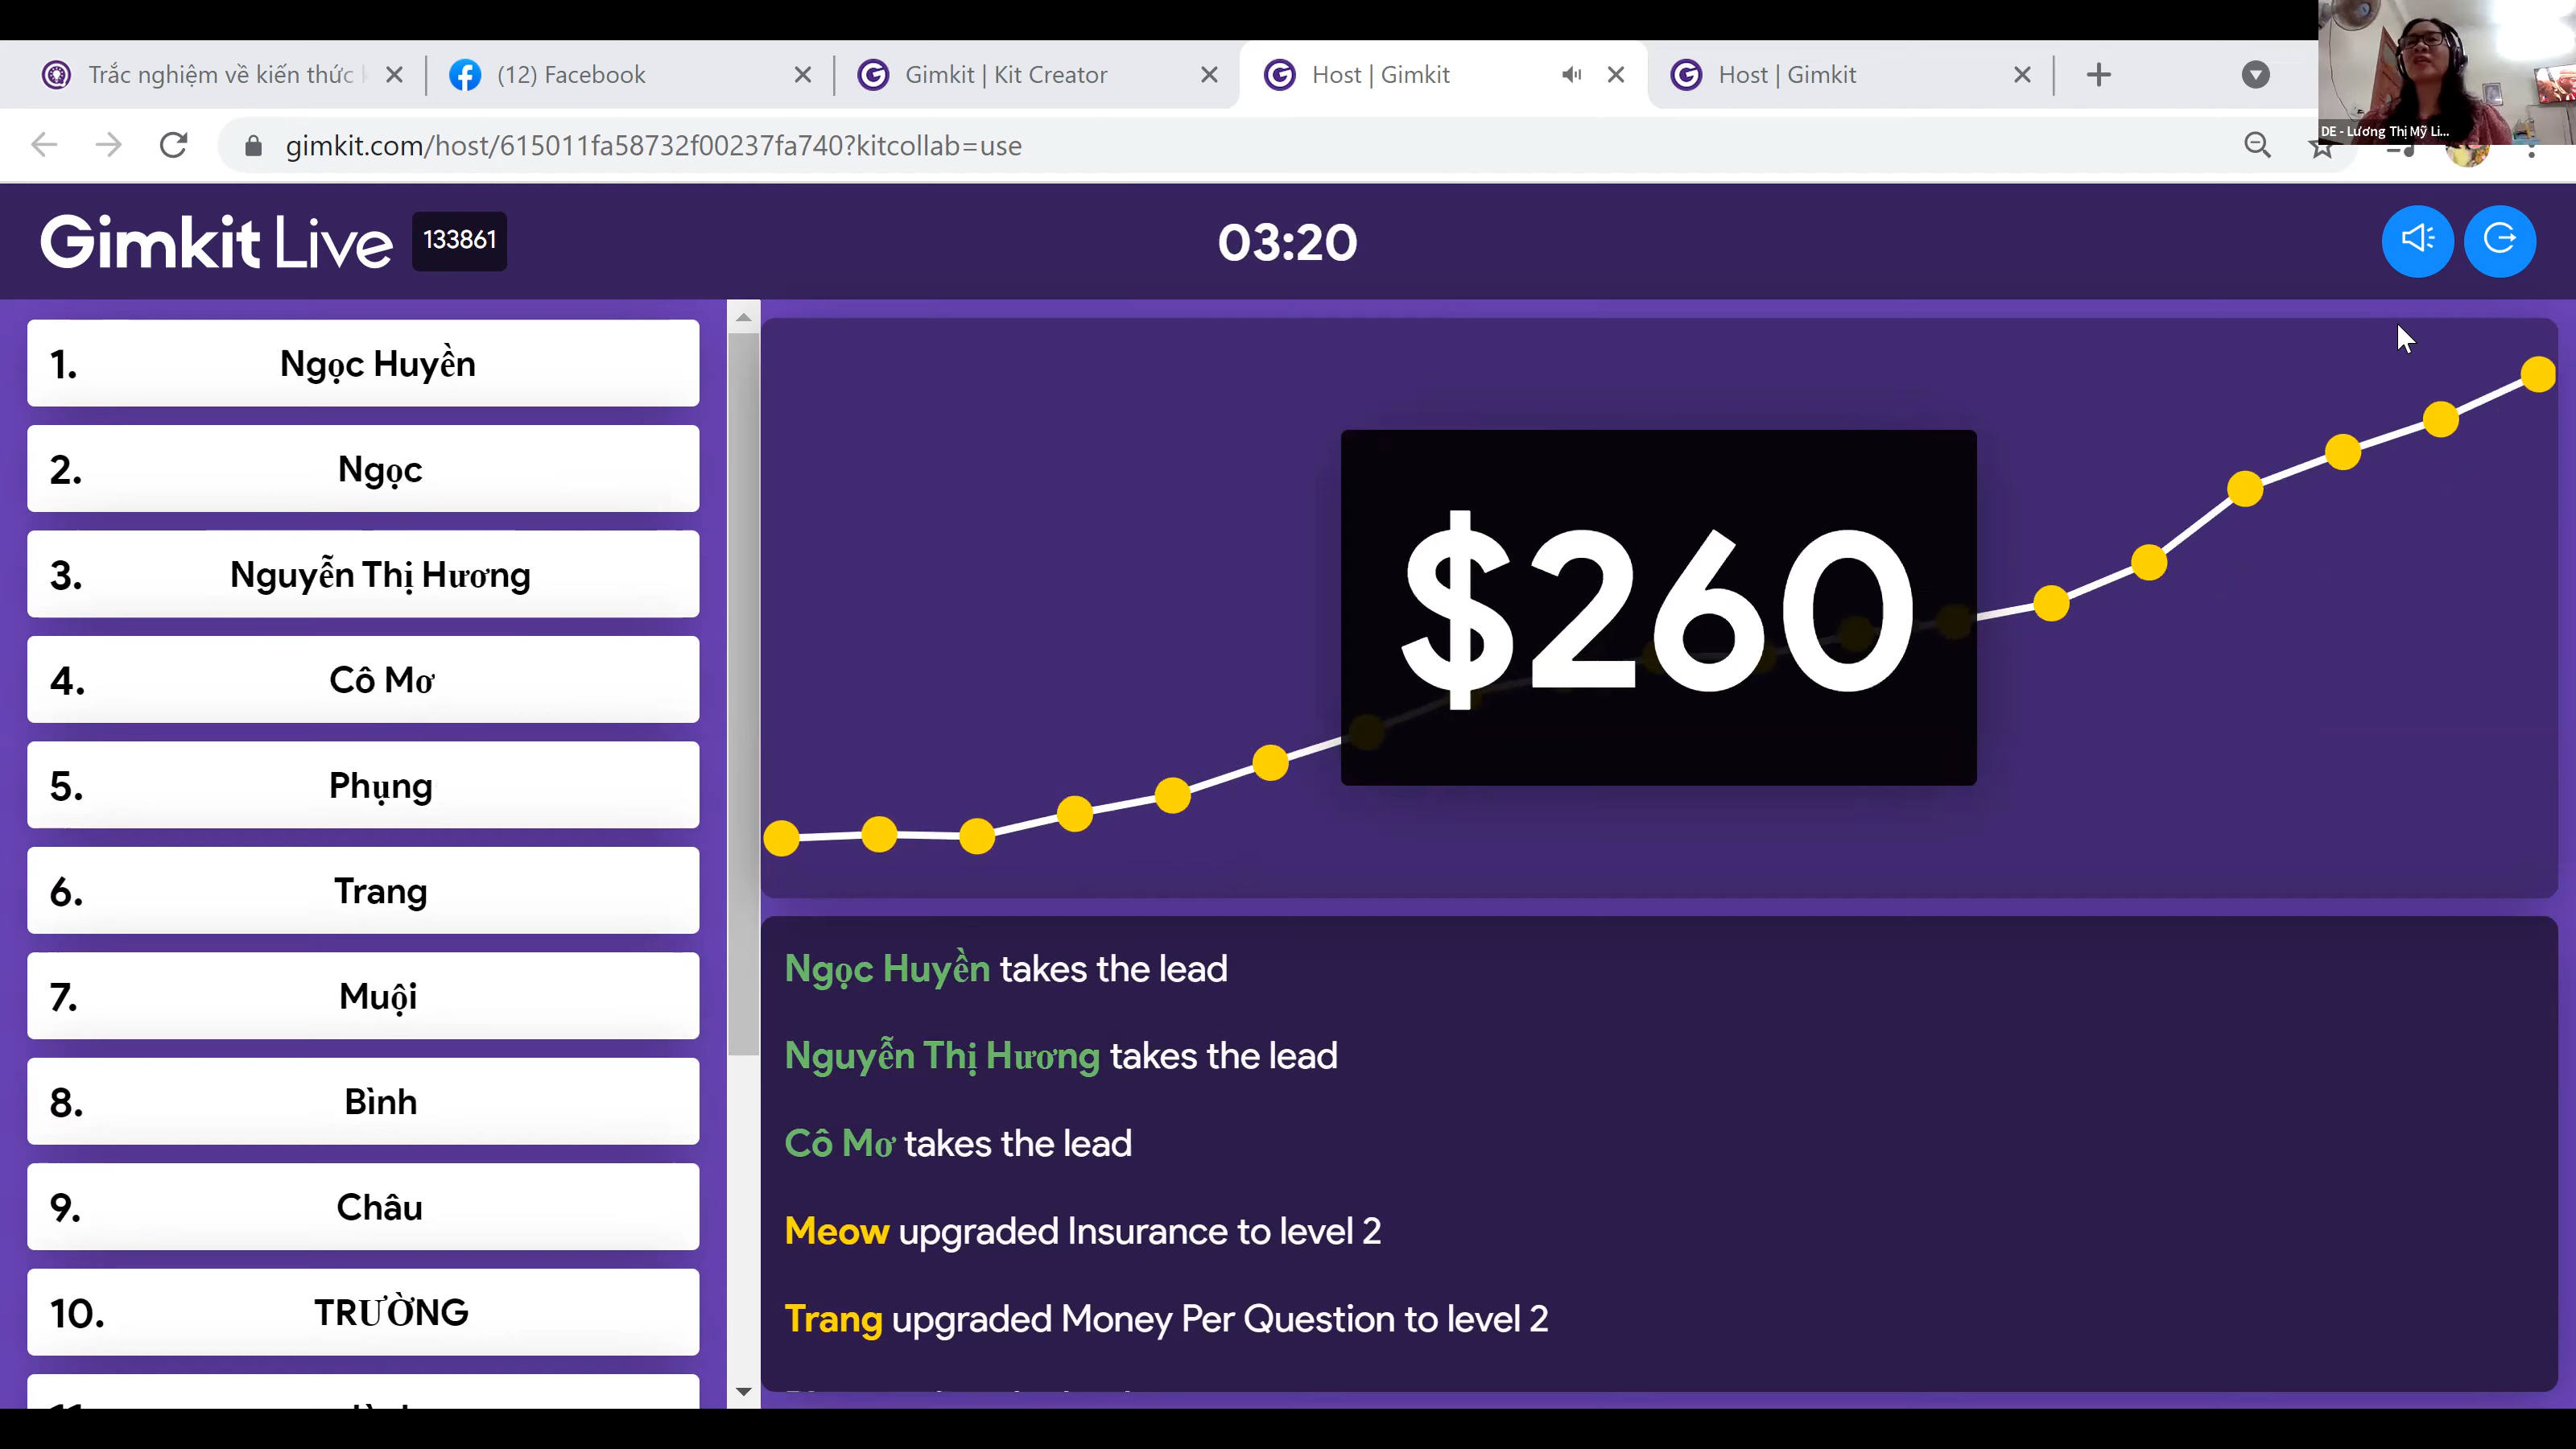 Trắc nghiệm về kiến thức
(12) Facebook
Gimkit | Kit Creator
Host | Gimkit
Host | Gimkit
gimkit.com/host/615011fa58732f00237fa740?kitcollab=use
DE - Lương Thị Mỹ Li...
Gimkit Live
133861
03:20
1. Ngọc Huyền
2. Ngọc
3. Nguyễn Thị Hương
4. Cô Mơ
5. Phụng
6. Trang
7. Muội
8. Bình
9. Châu
10. TRƯỜNG
$260
Ngọc Huyền takes the lead
Nguyễn Thị Hương takes the lead
Cô Mơ takes the lead
Meow upgraded Insurance to level 2
Trang upgraded Money Per Question to level 2